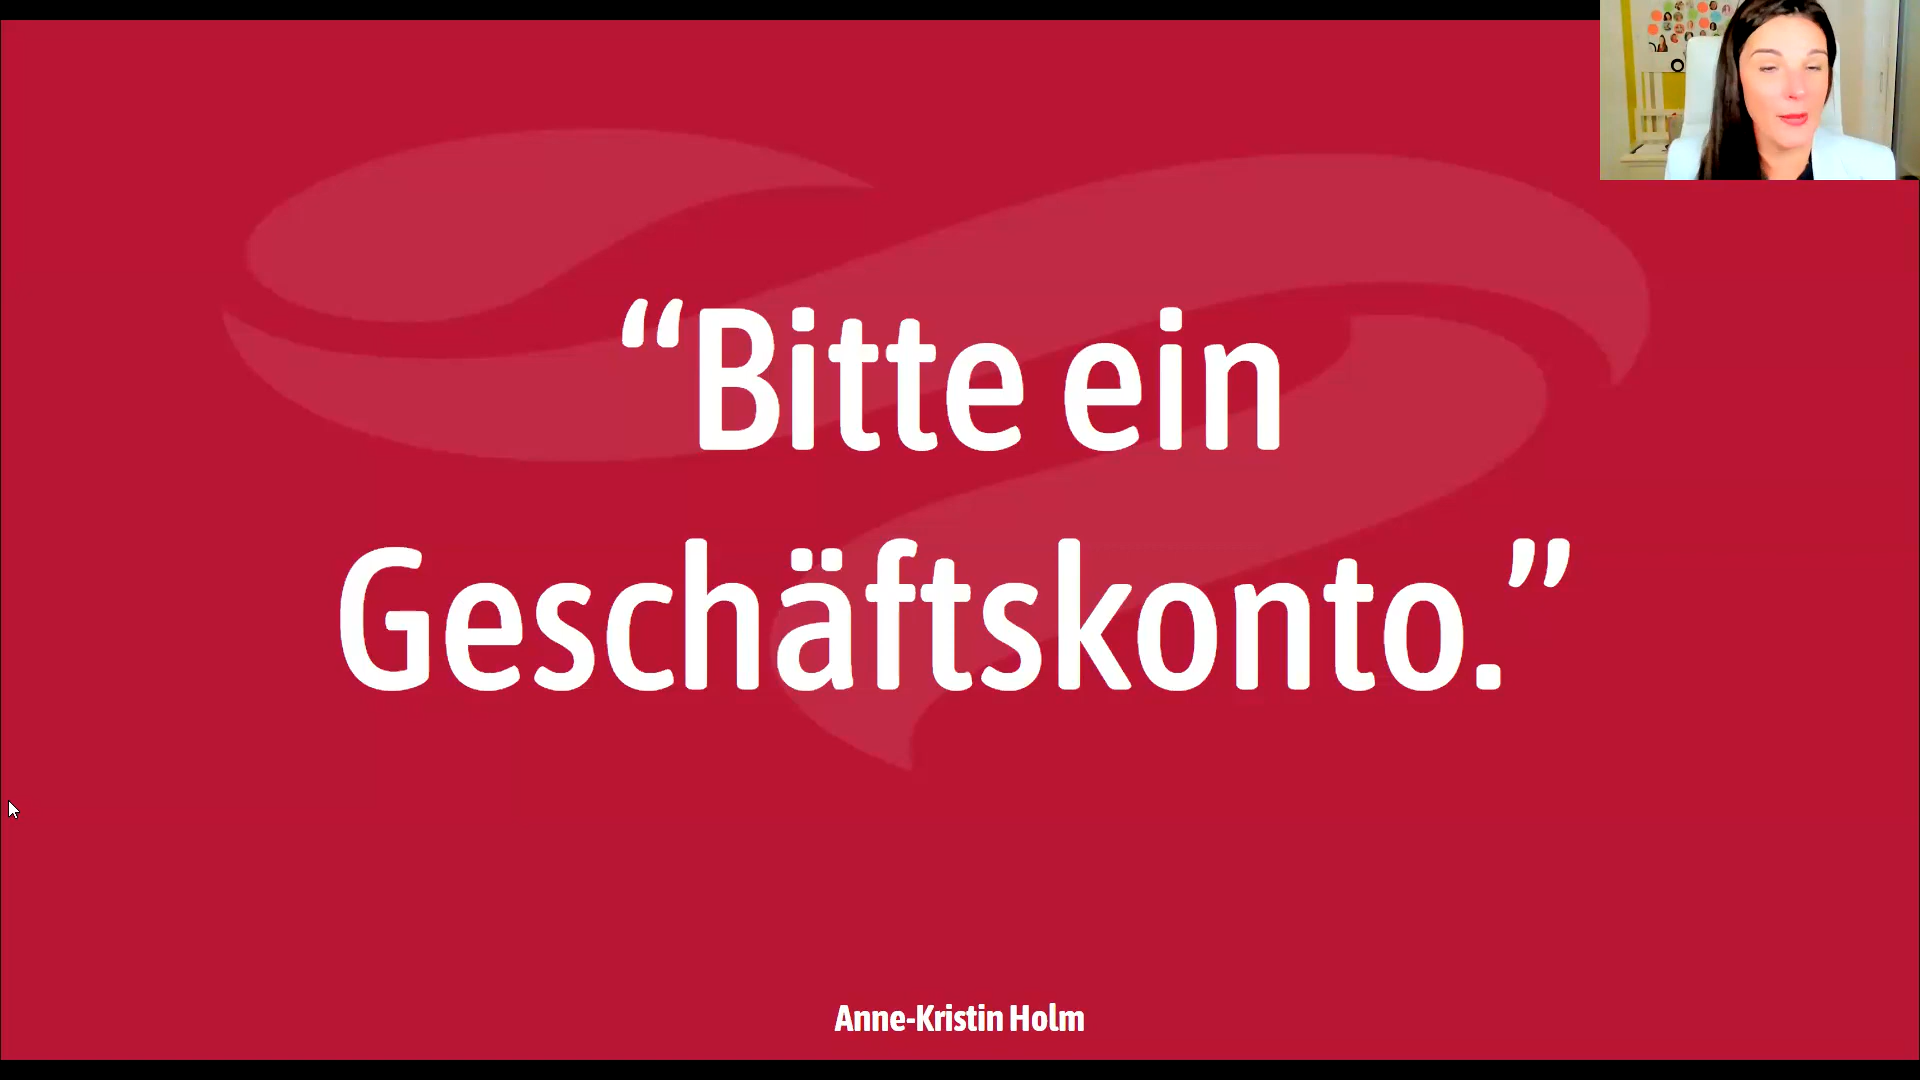 “Bitte ein
Geschäftskonto.”
Anne-Kristin Holm